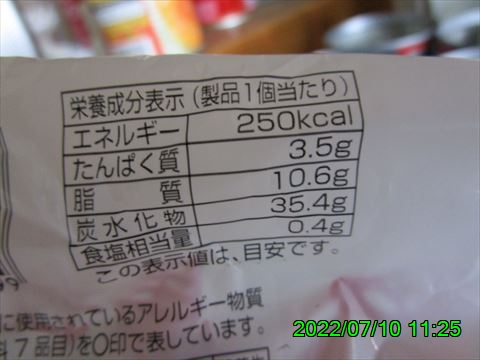 栄養成分表示(製品1個当たり)
エネルギー 250kcal
たんぱく質 3.5g
脂質 10.6g
炭水化物 35.4g
食塩相当量 0.4g
この表示値は、目安です。
に使用されているアレルギー物質
料7品目)を〇印で表しています。
2022/07/10 11:25